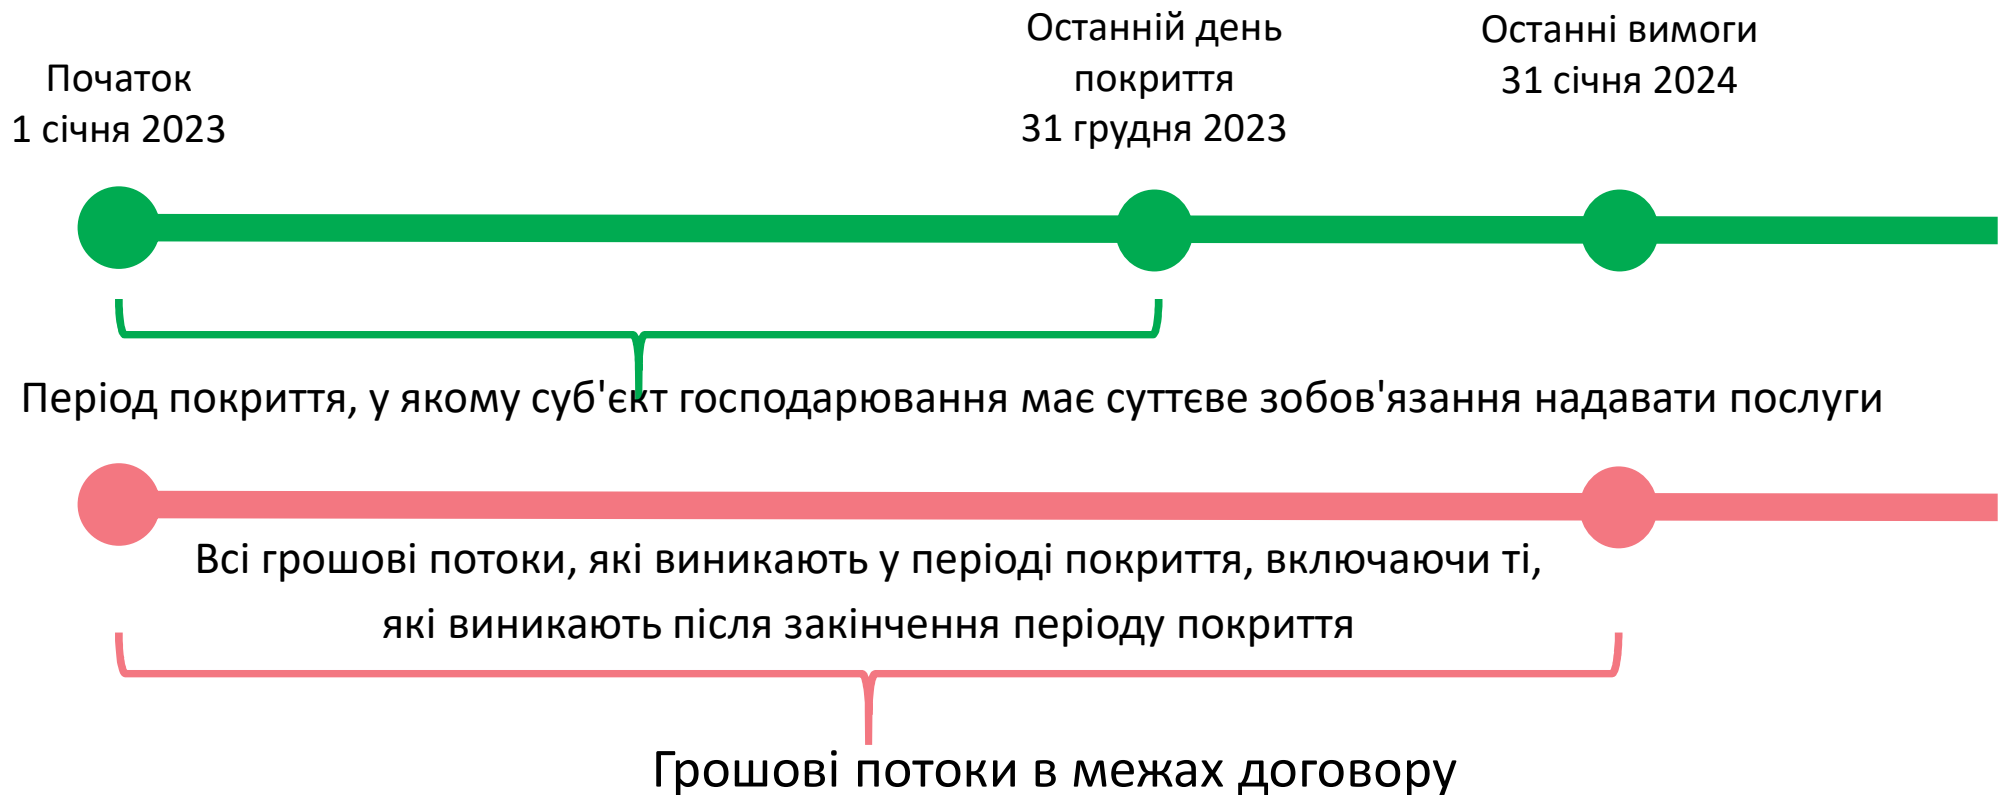 Початок
1 січня 2023
Останній день
покриття
31 грудня 2023
Останні вимоги
31 січня 2024
Період покриття, у якому суб'єкт господарювання має суттєве зобов'язання надавати послуги
Всі грошові потоки, які виникають у періоді покриття, включаючи ті,
які виникають після закінчення періоду покриття
Грошові потоки в межах договору